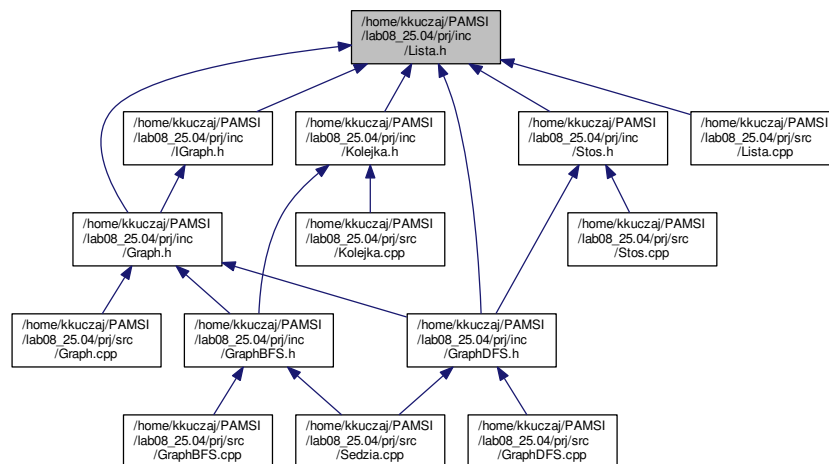 /home/kkuczaj/PAMSI
/lab08_25.04/prj/inc
/Lista.h
/home/kkuczaj/PAMSI
/lab08_25.04/prj/inc
/IGraph.h
/home/kkuczaj/PAMSI
/lab08_25.04/prj/inc
/Kolejka.h
/home/kkuczaj/PAMSI
/lab08_25.04/prj/inc
/Stos.h
/home/kkuczaj/PAMSI
/lab08_25.04/prj/src
/Lista.cpp
/home/kkuczaj/PAMSI
/lab08_25.04/prj/inc
/Graph.h
/home/kkuczaj/PAMSI
/lab08_25.04/prj/src
/Kolejka.cpp
/home/kkuczaj/PAMSI
/lab08_25.04/prj/src
/Stos.cpp
/home/kkuczaj/PAMSI
/lab08_25.04/prj/src
/Graph.cpp
/home/kkuczaj/PAMSI
/lab08_25.04/prj/inc
/GraphBFS.h
/home/kkuczaj/PAMSI
/lab08_25.04/prj/inc
/GraphDFS.h
/home/kkuczaj/PAMSI
/lab08_25.04/prj/src
/GraphBFS.cpp
/home/kkuczaj/PAMSI
/lab08_25.04/prj/src
/Sedzia.cpp
/home/kkuczaj/PAMSI
/lab08_25.04/prj/src
/GraphDFS.cpp